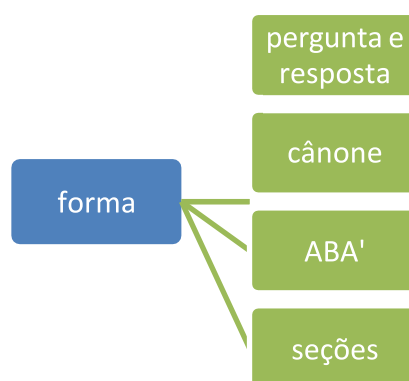 pergunta e
resposta
cânone
forma
ABA'
seções